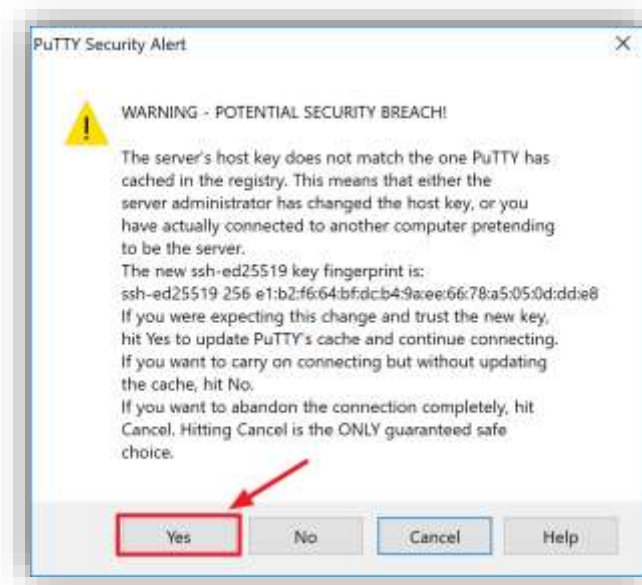 PuTTY Security Alert
WARNING - POTENTIAL SECURITY BREACH!
The server's host key does not match the one PuTTY has
cached in the registry. This means that either the
server administrator has changed the host key, or you
have actually connected to another computer pretending
to be the server.
The new ssh-ed25519 key fingerprint is:
ssh-ed25519 256 e1:b2:f6:64:bf:dc:b4:9a:ee:66:78:a5:05:0d:dd:e8
If you were expecting this change and trust the new key,
hit Yes to update PuTTY's cache and continue connecting.
If you want to carry on connecting but without updating
the cache, hit No.
If you want to abandon the connection completely, hit
Cancel. Hitting Cancel is the ONLY guaranteed safe
choice.
Yes No Cancel Help